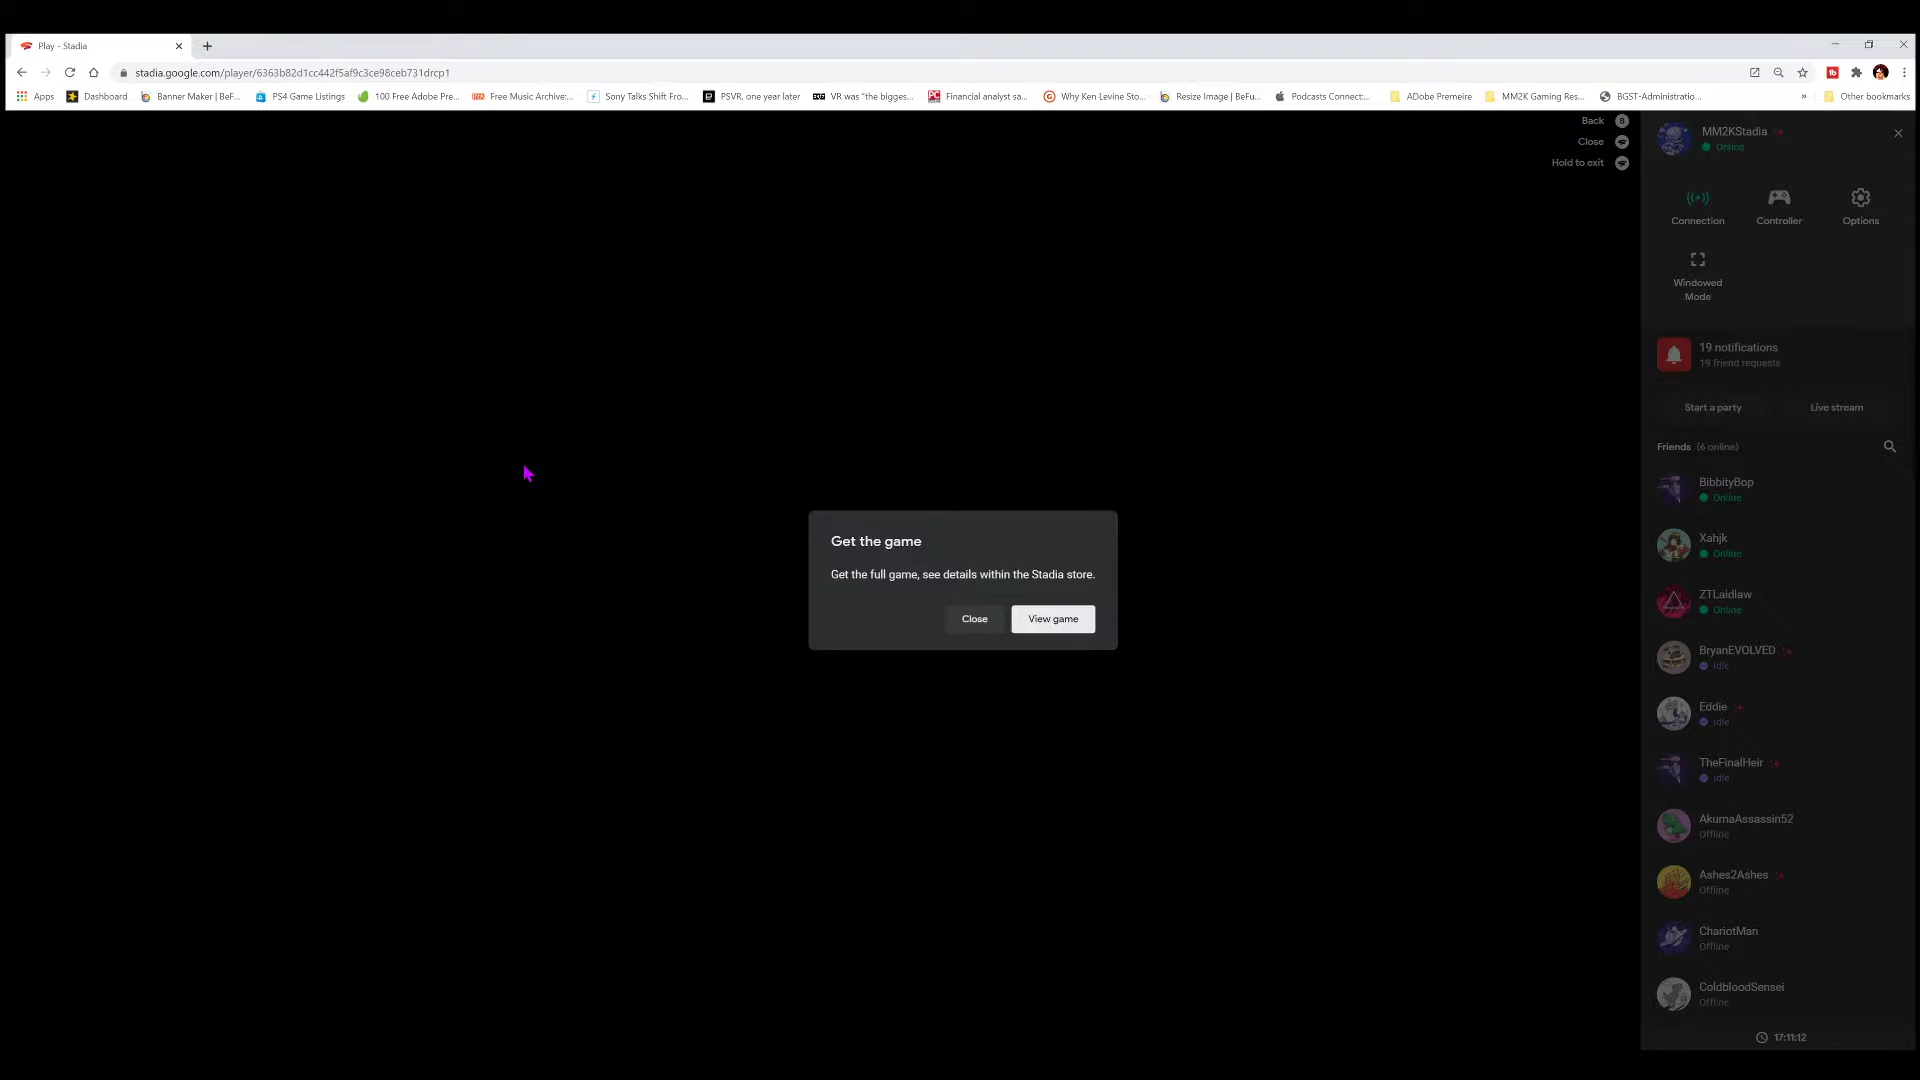 Play - Stadia
stadia.google.com/player/6363b82d1cc442f5af9c3ce98ceb731drcp1
Apps Dashboard Banner Maker | BeF... PS4 Game Listings 100 Free Adobe Pre... Free Music Archive:... Sony Talks Shift Fro... PSVR, one year later VR was "the bigges... Financial analyst sa... Why Ken Levine Sto... Resize Image | BeFu... Podcasts Connect:... ADobe Premeire MM2K Gaming Res... BGST-Administratio... » Other bookmarks
Back B
Close
Hold to exit
MM2KStadia
Online
Connection Controller Options
Windowed
Mode
19 notifications
19 friend requests
Start a party Live stream
Friends (6 online)
BibbityBop
Online
Xahjk
Online
ZTLaidlaw
Online
BryanEVOLVED
Idle
Eddie
Idle
TheFinalHeir
Idle
AkumaAssassin52
Offline
Ashes2Ashes
Offline
ChariotMan
Offline
ColdbloodSensei
Offline
17:11:12
Get the game
Get the full game, see details within the Stadia store.
Close View game